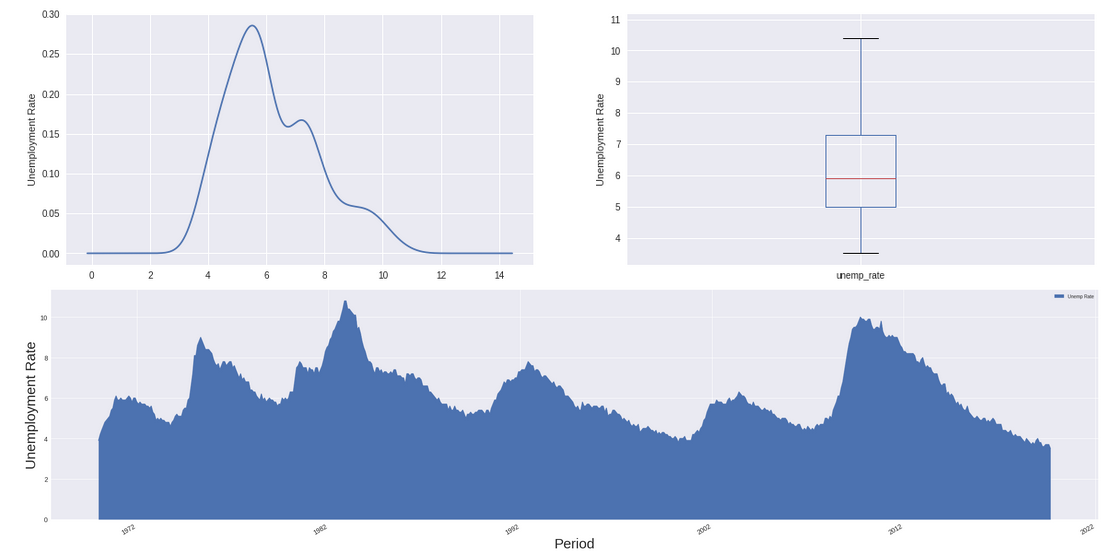 0.30
0.25
0.20
0.15
0.10
0.05
0.00
Unemployment Rate
0 2 4 6 8 10 12 14
11
10
9
8
7
6
5
4
Unemployment Rate
unemp_rate
Unemp Rate
10
8
6
4
2
0
Unemployment Rate
1972 1982 1992 2002 2012 2022
Period